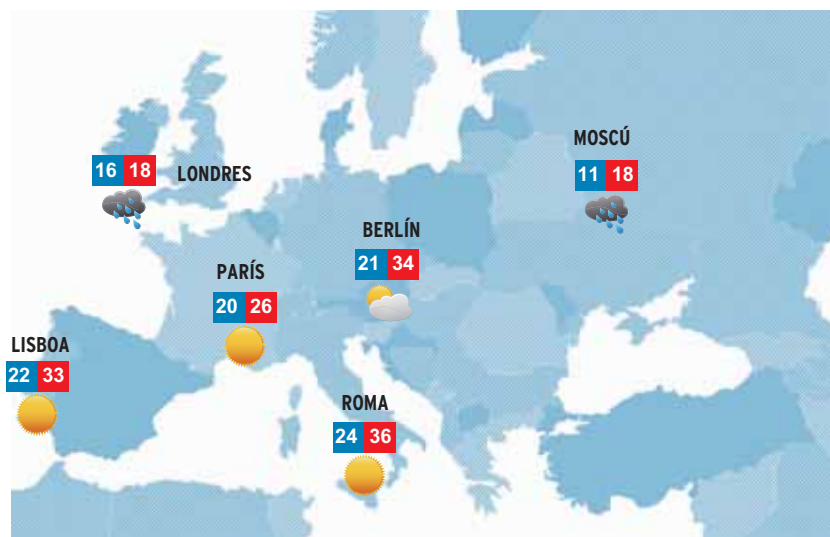 MOSCÚ
11 18
16 18
LONDRES
BERLÍN
21 34
PARÍS
20 26
LISBOA
22 33
ROMA
24 36